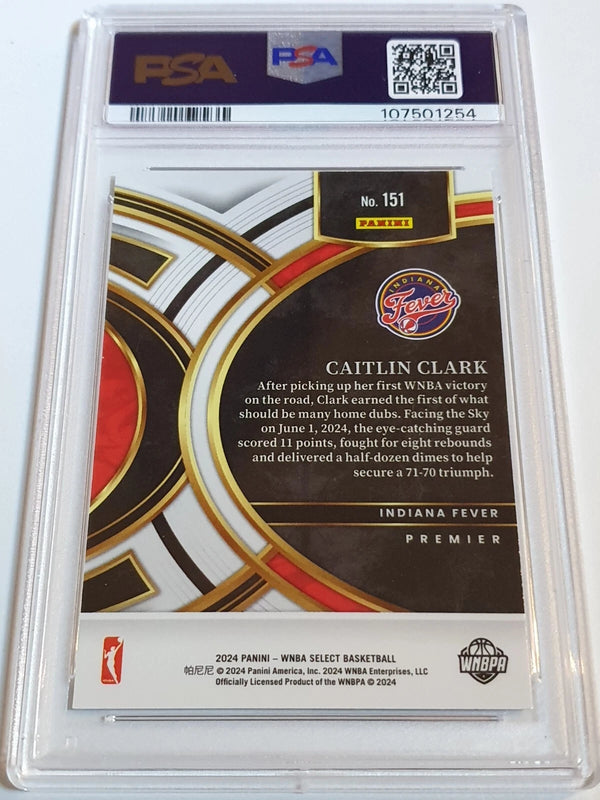 PSA PSA
107501254
No. 151
PANINI
INDIANA
Fever
CAITLIN CLARK
After picking up her first WNBA victory
on the road, Clark earned the first of what
should be many home dubs. Facing the Sky
on June 1, 2024, the eye-catching guard
scored 11 points, fought for eight rebounds
and delivered a half-dozen dimes to help
secure a 71-70 triumph.
INDIANA FEVER
PREMIER
2024 PANINI – WNBA SELECT BASKETBALL
帕尼尼 © 2024 Panini America, Inc. 2024 WNBA Enterprises, LLC
Officially Licensed Product of the WNBPA © 2024
WNBPA